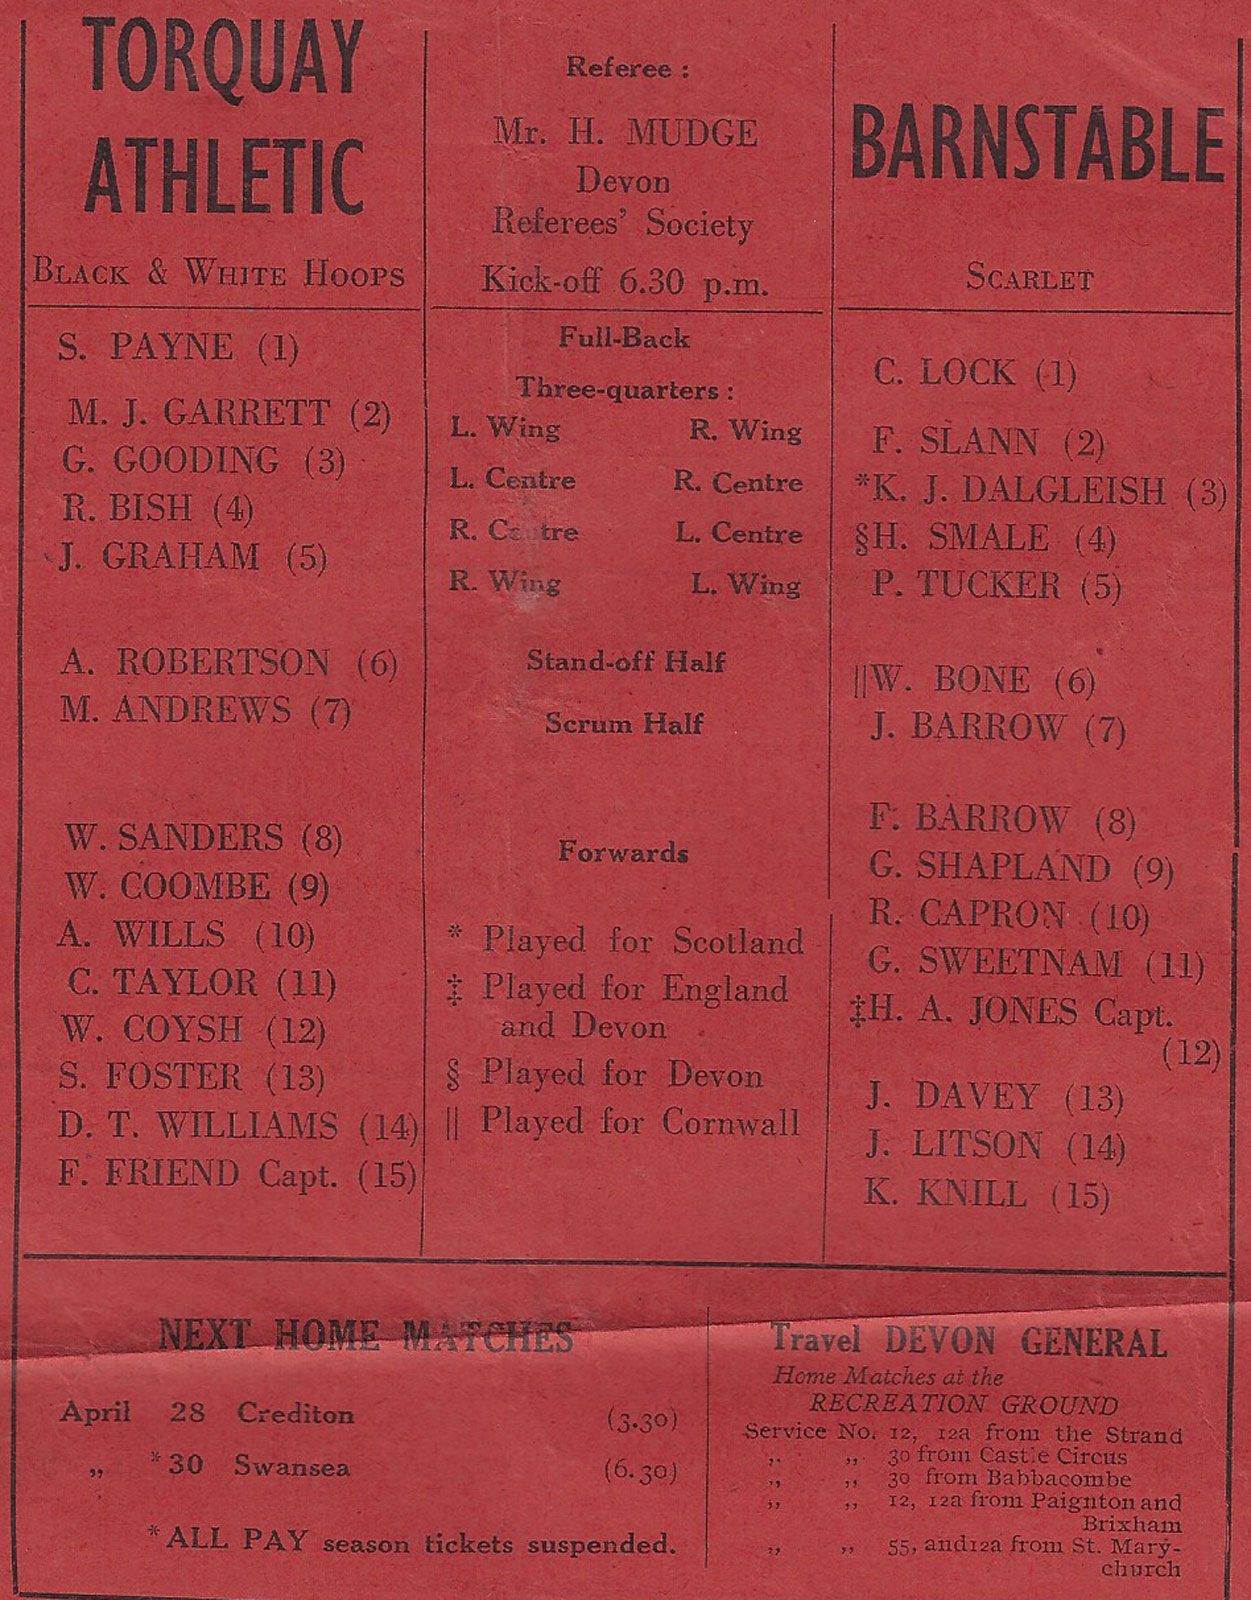 TORQUAY
ATHLETIC
BLACK & WHITE HOOPS
S. PAYNE (1)
M. J. GARRETT (2)
G. GOODING (3)
R. BISH (4)
J. GRAHAM (5)
A. ROBERTSON (6)
M. ANDREWS (7)
W. SANDERS (8)
W. COOMBE (9)
A. WILLS (10)
C. TAYLOR (11)
W. COYSH (12)
S. FOSTER (13)
D. T. WILLIAMS (14)
F. FRIEND Capt. (15)
Referee :
Mr. H. MUDGE
Devon
Referees' Society
Kick-off 6.30 p.m.
Full-Back
Three-quarters :
L. Wing R. Wing
L. Centre R. Centre
R. Centre L. Centre
R. Wing L. Wing
Stand-off Half
Scrum Half
Forwards
* Played for Scotland
‡ Played for England
and Devon
§ Played for Devon
|| Played for Cornwall
BARNSTABLE
SCARLET
C. LOCK (1)
F. SLANN (2)
*K. J. DALGLEISH (3)
§H. SMALE (4)
P. TUCKER (5)
||W. BONE (6)
J. BARROW (7)
F. BARROW (8)
G. SHAPLAND (9)
R. CAPRON (10)
G. SWEETNAM (11)
‡H. A. JONES Capt.
(12)
J. DAVEY (13)
J. LITSON (14)
K. KNILL (15)
NEXT HOME MATCHES
April 28 Crediton (3.30)
,, *30 Swansea (6.30)
*ALL PAY season tickets suspended.
Travel DEVON GENERAL
Home Matches at the
RECREATION GROUND
Service No. 12, 12a from the Strand
,, ,, 30 from Castle Circus
,, ,, 30 from Babbacombe
,, ,, 12, 12a from Paignton and
Brixham
,, ,, 55, and 12a from St. Mary-
church